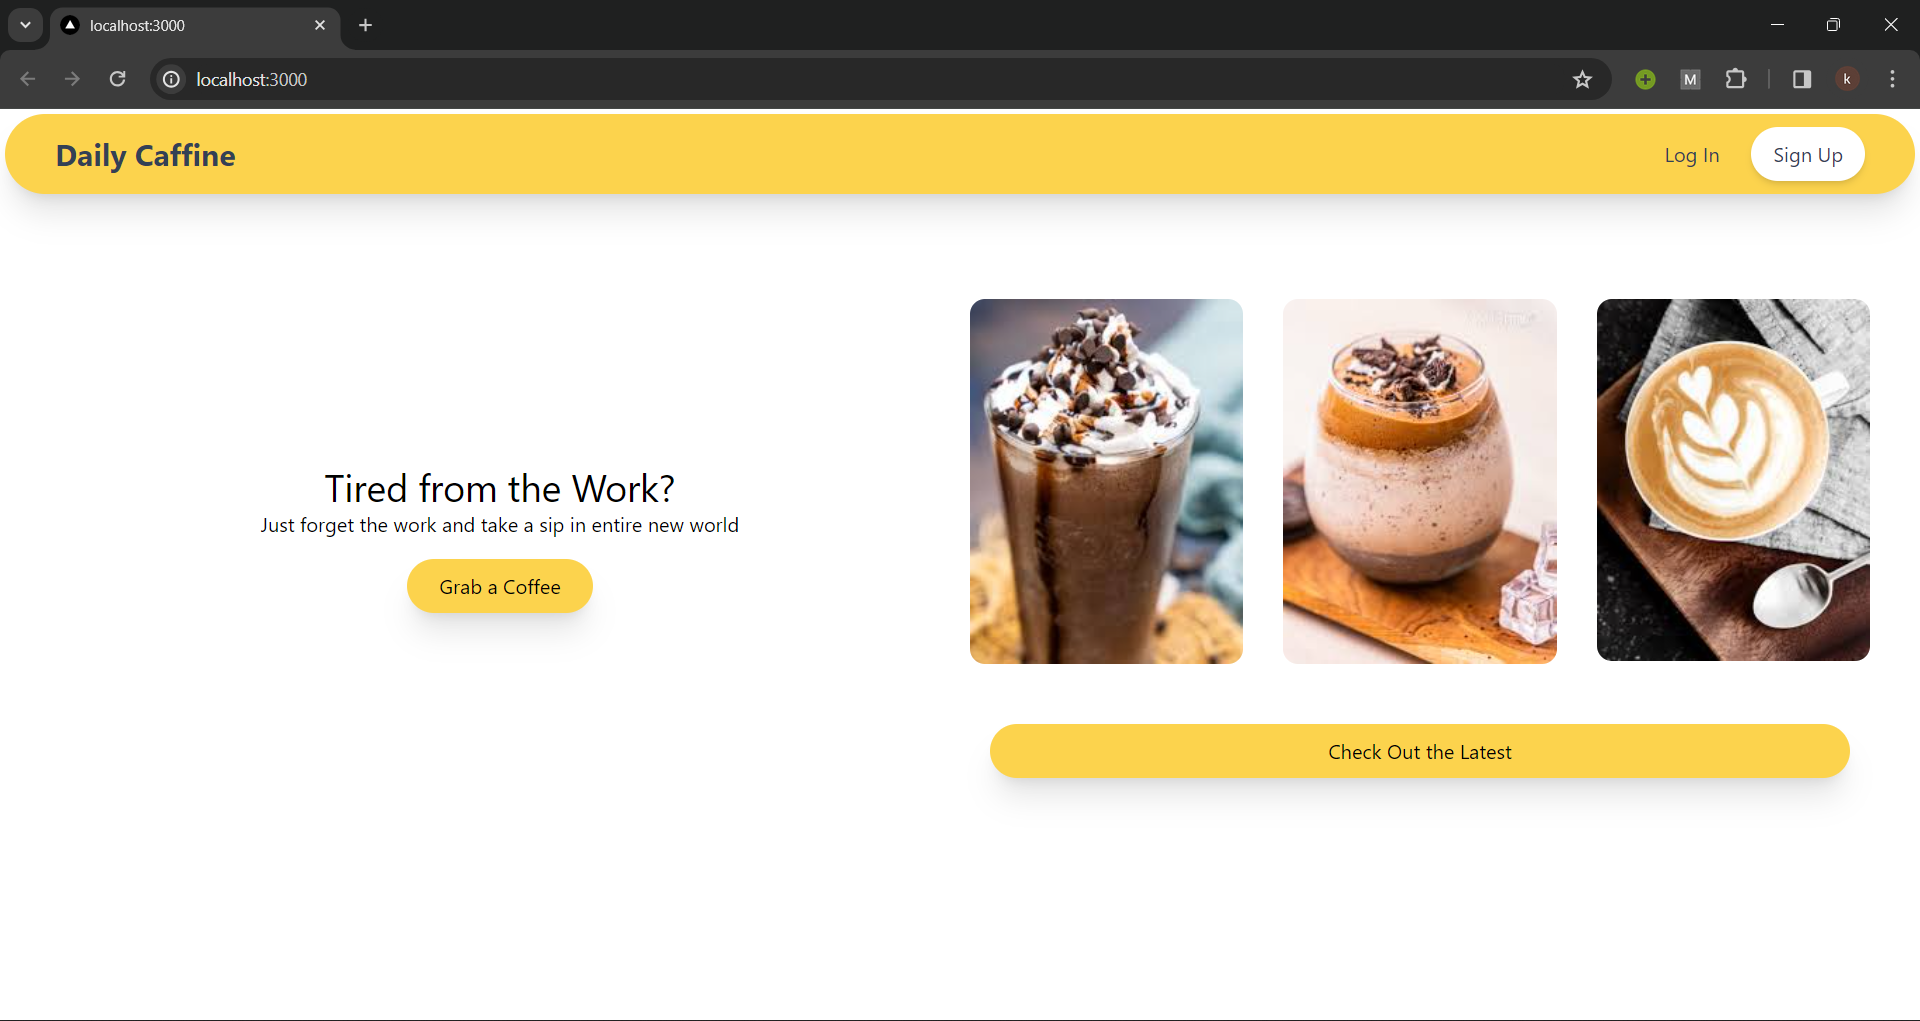 localhost:3000
localhost:3000
M
k
Daily Caffine
Log In
Sign Up
Tired from the Work?
Just forget the work and take a sip in entire new world
Grab a Coffee
Check Out the Latest